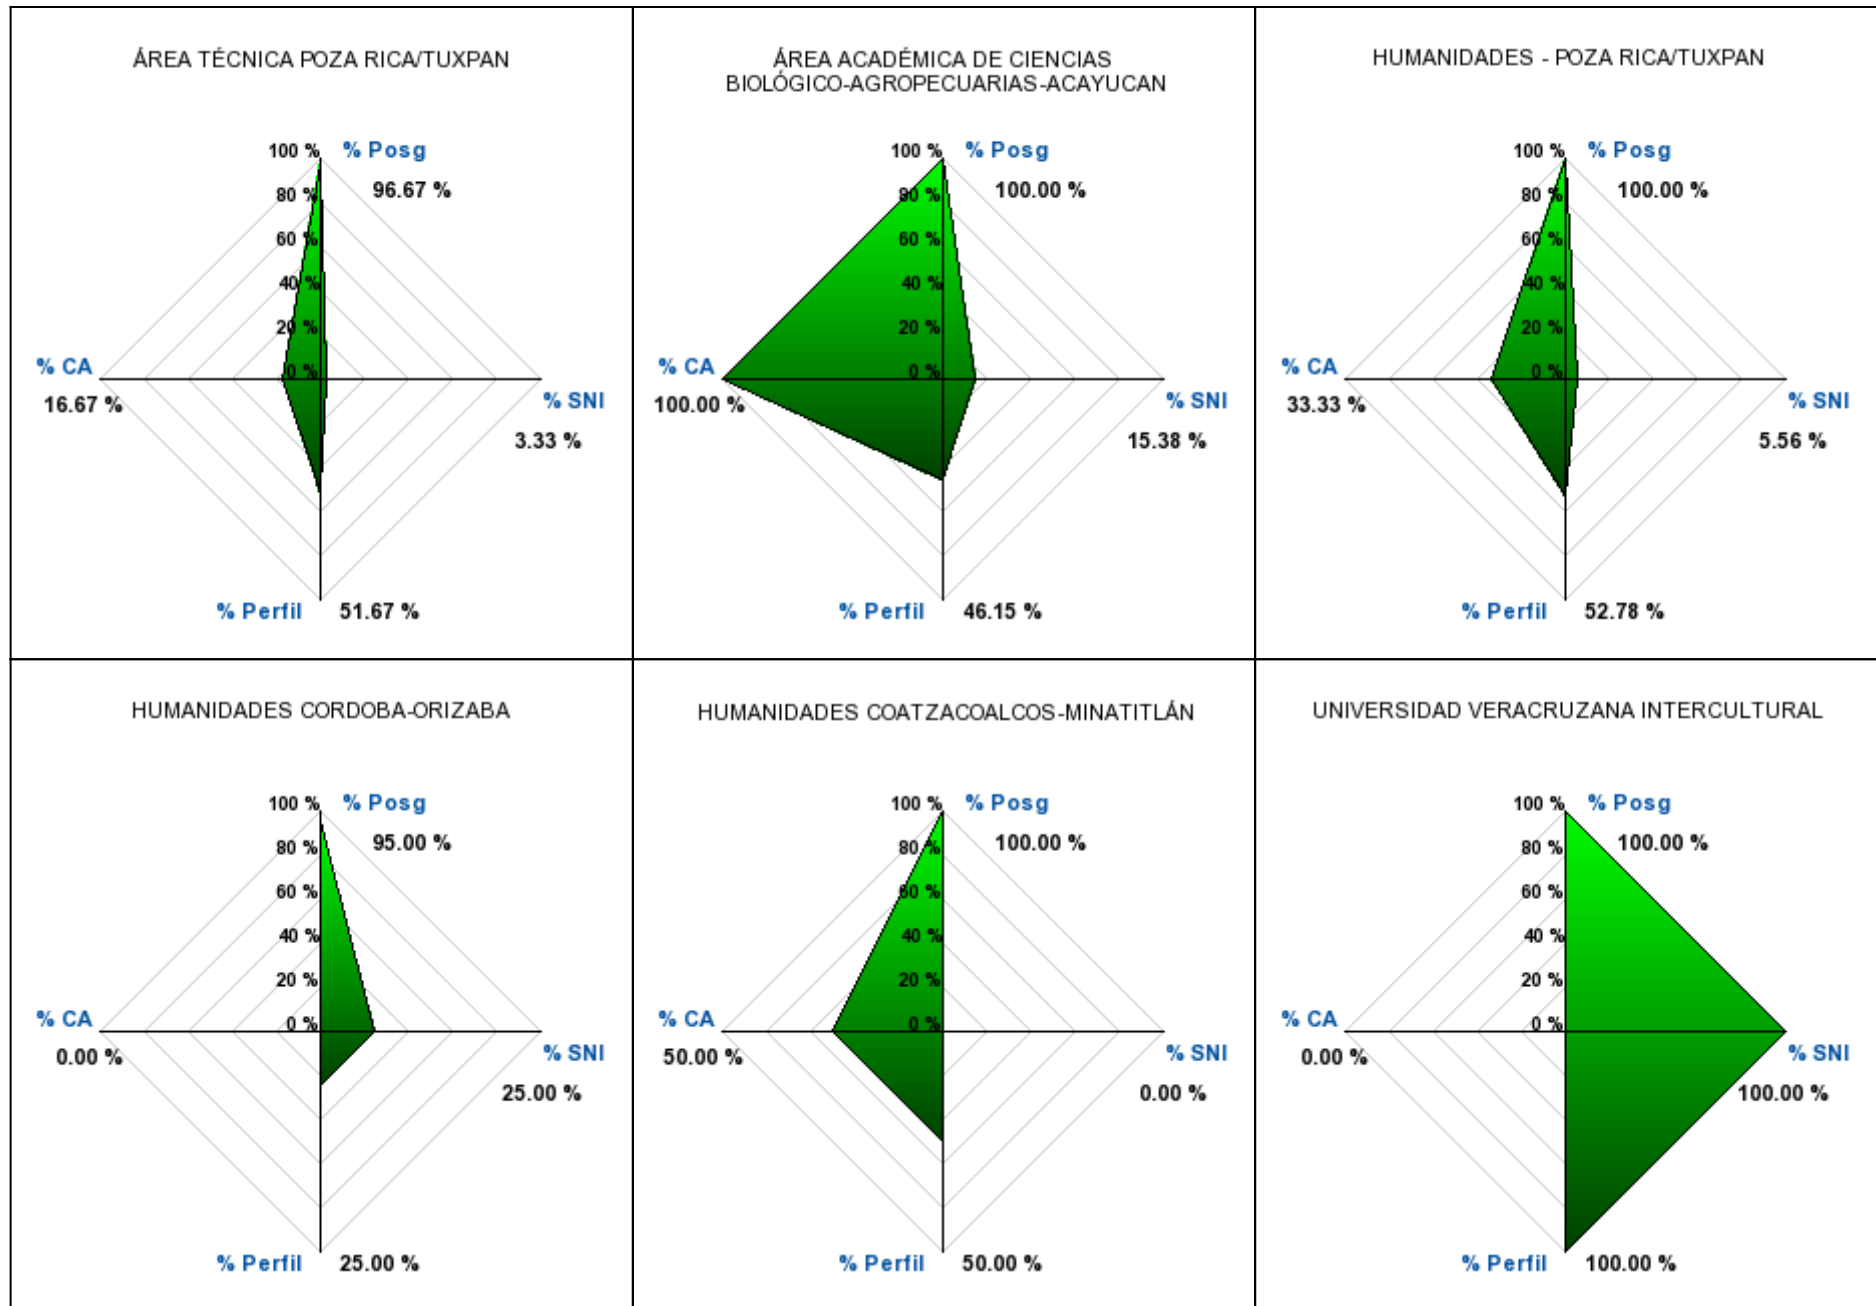 ÁREA TÉCNICA POZA RICA/TUXPAN
100 %
% Posg
96.67 %
80 %
60 %
40 %
20 %
0 %
% CA
16.67 %
% SNI
3.33 %
% Perfil
51.67 %
ÁREA ACADÉMICA DE CIENCIAS
BIOLÓGICO-AGROPECUARIAS-ACAYUCAN
100 %
% Posg
100.00 %
80 %
60 %
40 %
20 %
0 %
% CA
100.00 %
% SNI
15.38 %
% Perfil
46.15 %
HUMANIDADES - POZA RICA/TUXPAN
100 %
% Posg
100.00 %
80 %
60 %
40 %
20 %
0 %
% CA
33.33 %
% SNI
5.56 %
% Perfil
52.78 %
HUMANIDADES CORDOBA-ORIZABA
100 %
% Posg
95.00 %
80 %
60 %
40 %
20 %
0 %
% CA
0.00 %
% SNI
25.00 %
% Perfil
25.00 %
HUMANIDADES COATZACOALCOS-MINATITLÁN
100 %
% Posg
100.00 %
80 %
60 %
40 %
20 %
0 %
% CA
50.00 %
% SNI
0.00 %
% Perfil
50.00 %
UNIVERSIDAD VERACRUZANA INTERCULTURAL
100 %
% Posg
100.00 %
80 %
60 %
40 %
20 %
0 %
% CA
0.00 %
% SNI
100.00 %
% Perfil
100.00 %